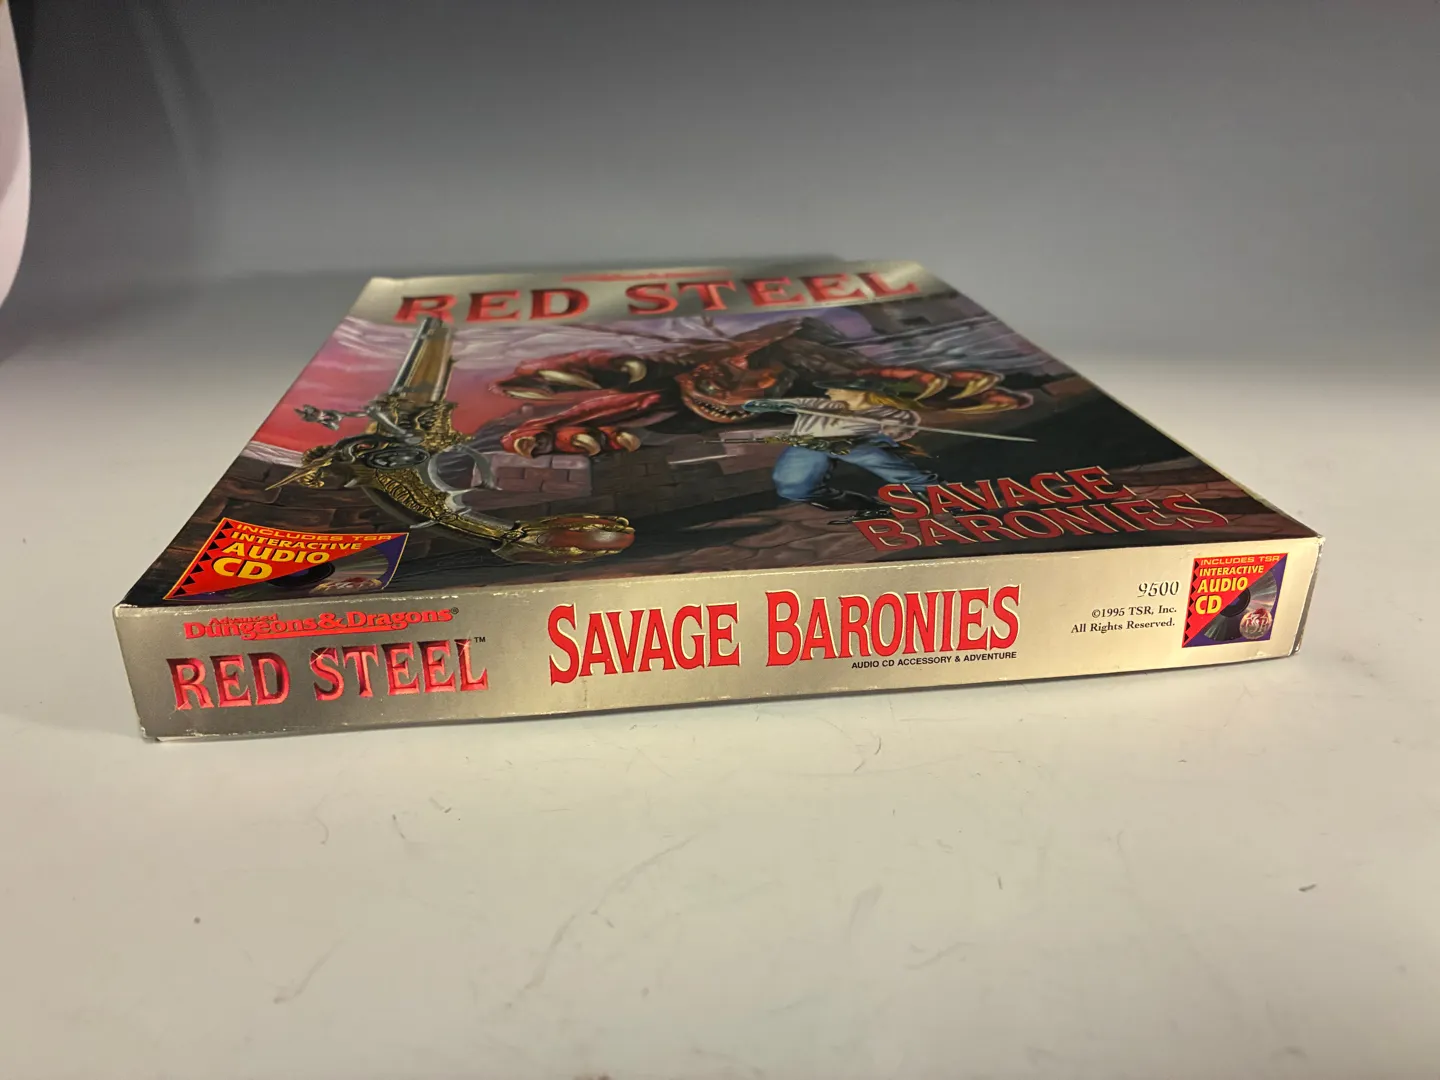 RED STEEL
SAVAGE
BARONIES
INCLUDES TSR
INTERACTIVE
AUDIO
CD
Advanced
Dungeons & Dragons®
RED STEEL™
SAVAGE BARONIES
AUDIO CD ACCESSORY & ADVENTURE
9500
©1995 TSR, Inc.
All Rights Reserved.
INCLUDES TSR
INTERACTIVE
AUDIO
CD